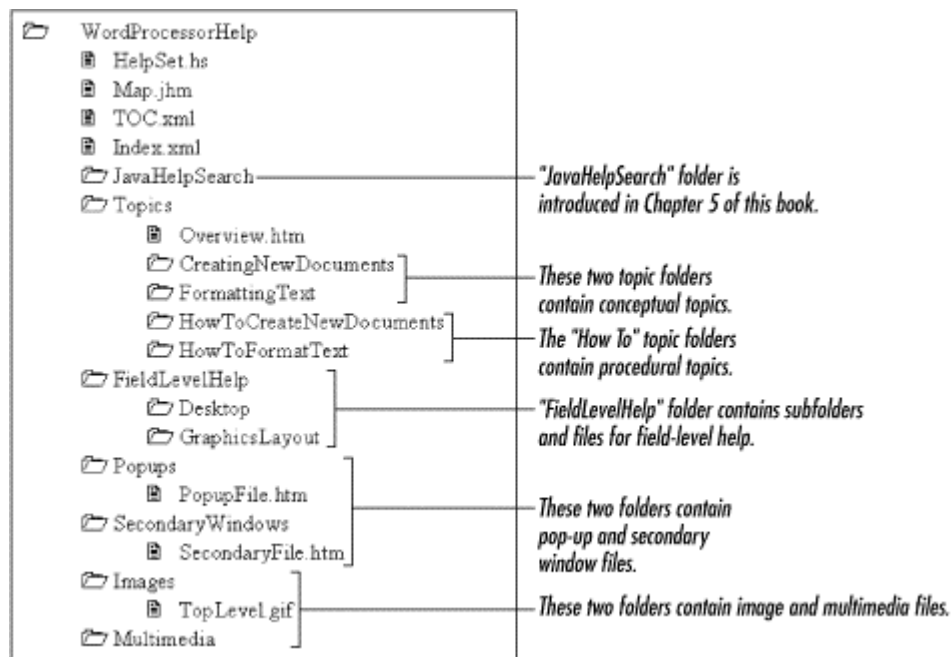 WordProcessorHelp
HelpSet.hs
Map.jhm
TOC.xml
Index.xml
JavaHelpSearch
"JavaHelpSearch" folder is
introduced in Chapter 5 of this book.
Topics
Overview.htm
CreatingNewDocuments
FormattingText
These two topic folders
contain conceptual topics.
HowToCreateNewDocuments
HowToFormatText
The "How To" topic folders
contain procedural topics.
FieldLevelHelp
Desktop
GraphicsLayout
"FieldLevelHelp" folder contains subfolders
and files for field-level help.
Popups
PopupFile.htm
SecondaryWindows
SecondaryFile.htm
These two folders contain
pop-up and secondary
window files.
Images
TopLevel.gif
Multimedia
These two folders contain image and multimedia files.